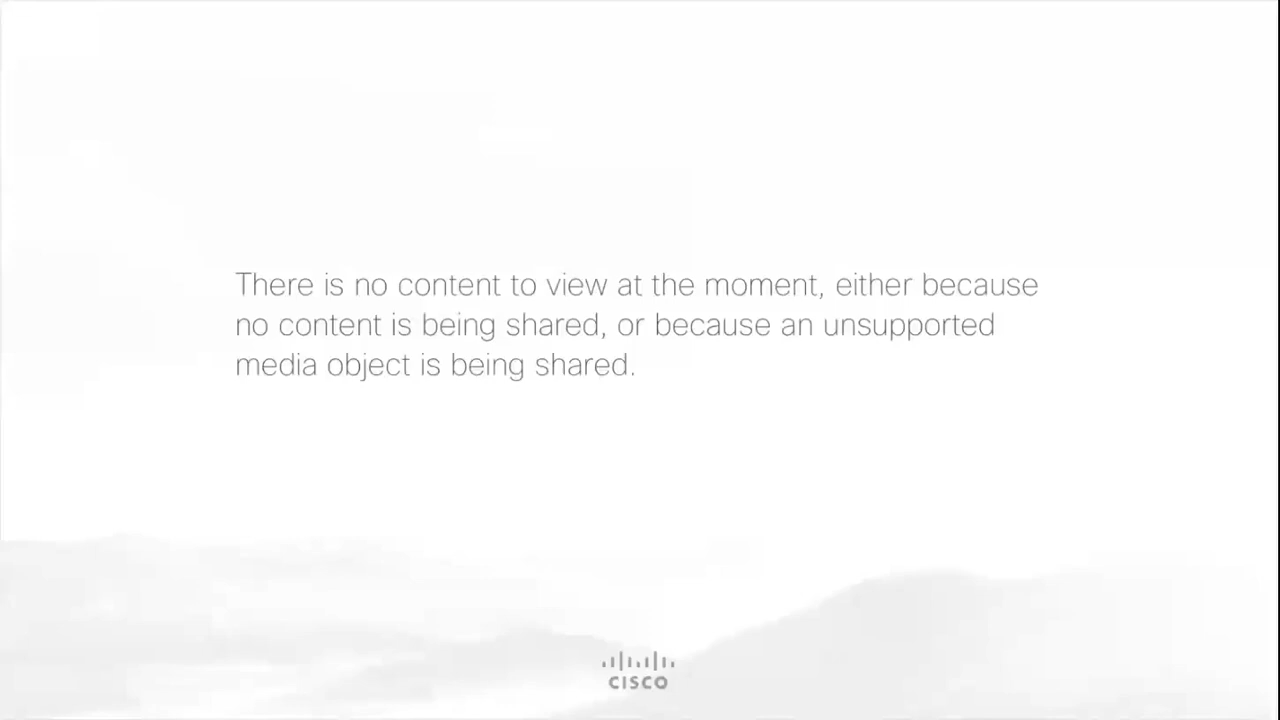 There is no content to view at the moment, either because
no content is being shared, or because an unsupported
media object is being shared.
CISCO